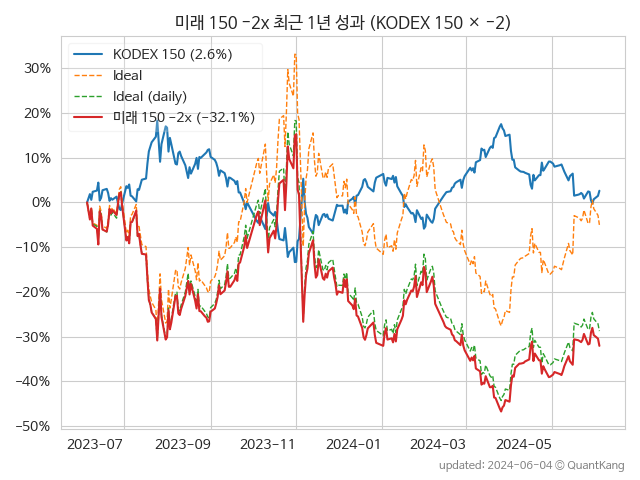 미래 150 −2x 최근 1년 성과 (KODEX 150 × −2)
KODEX 150 (2.6%)
Ideal
Ideal (daily)
미래 150 −2x (−32.1%)
30%
20%
10%
0%
−10%
−20%
−30%
−40%
−50%
2023−07
2023−09
2023−11
2024−01
2024−03
2024−05
updated: 2024−06−04 ⓒ QuantKang